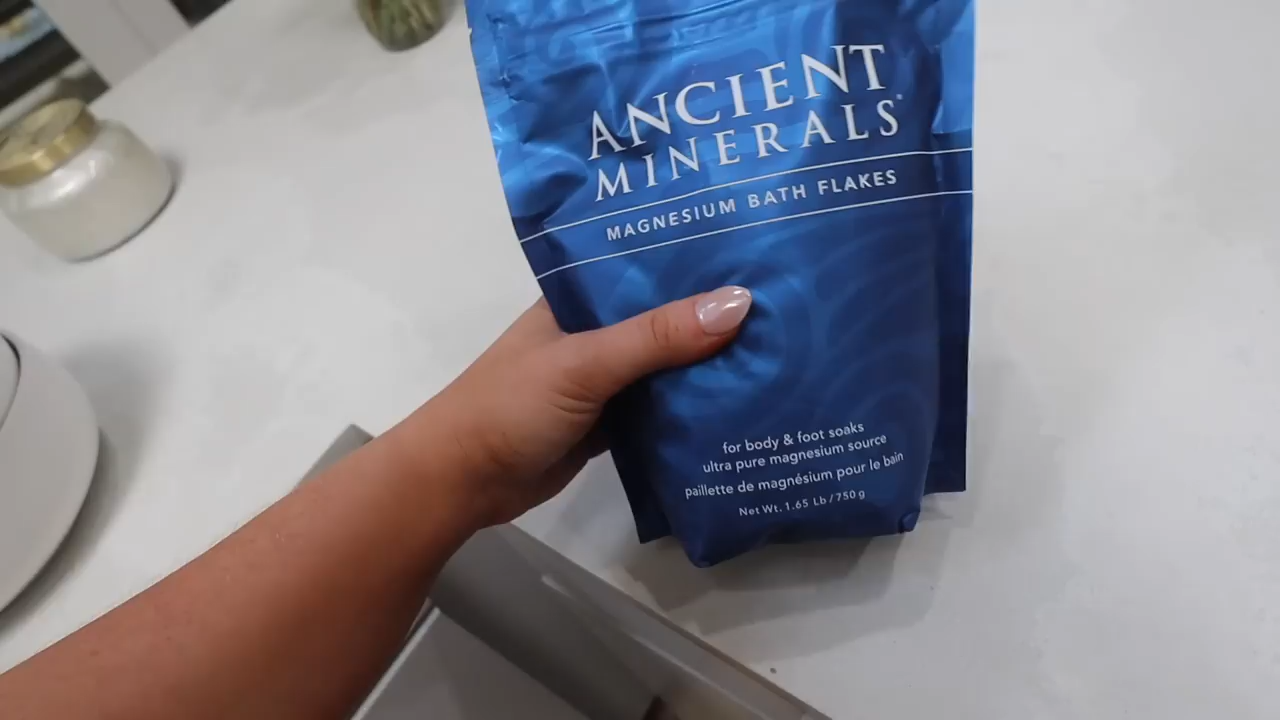 ANCIENT
MINERALS®
MAGNESIUM BATH FLAKES
for body & foot soaks
ultra pure magnesium source
paillette de magnésium pour le bain
Net Wt. 1.65 Lb / 750 g